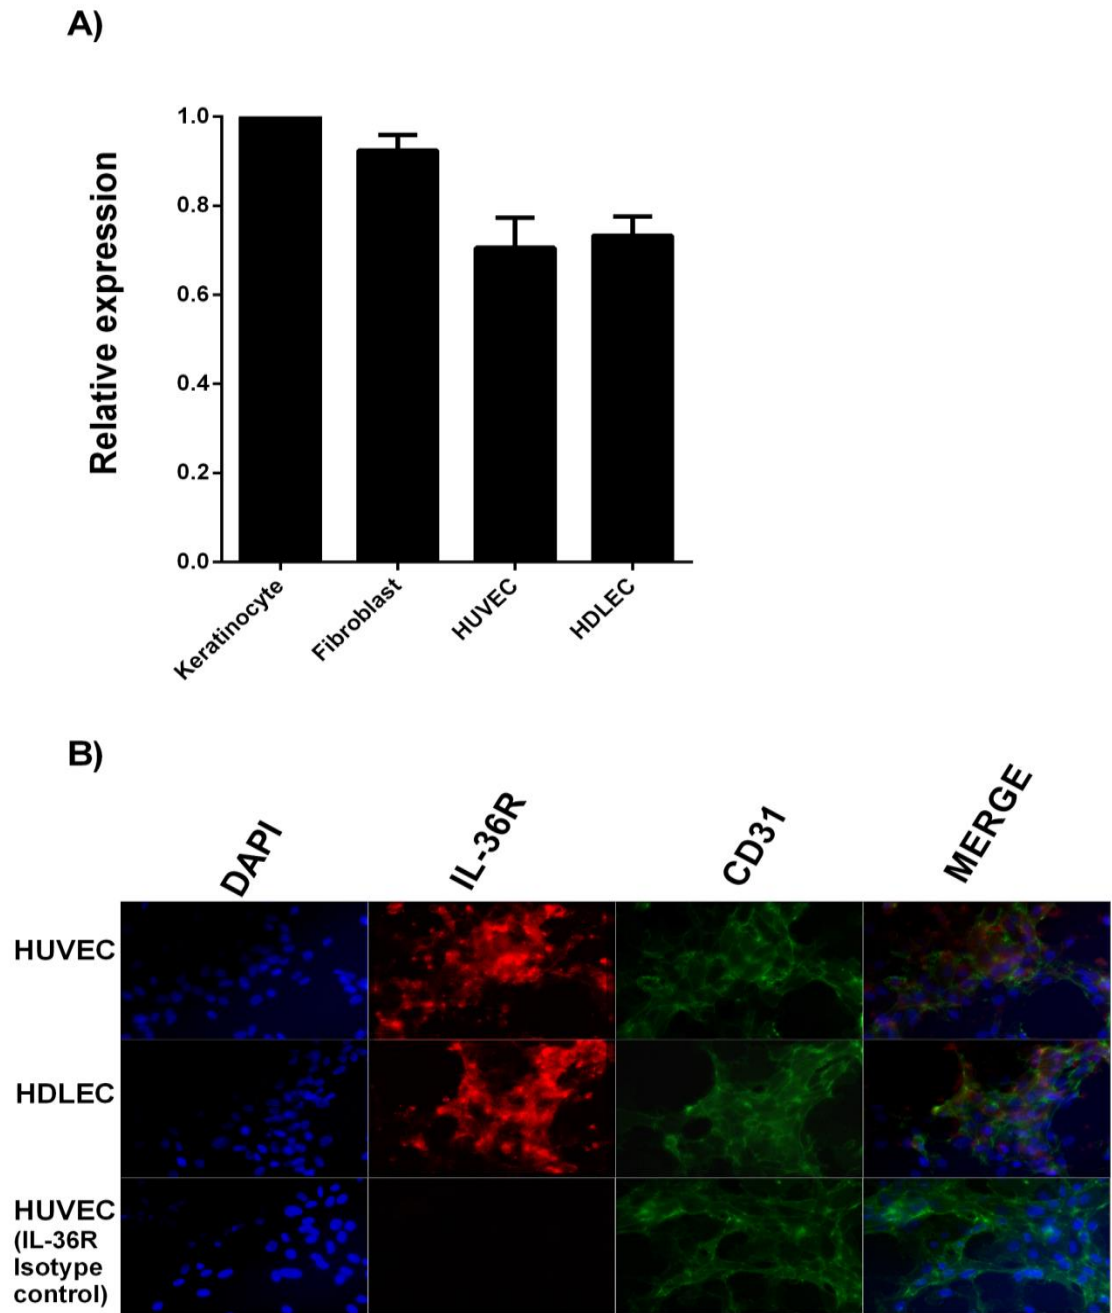 A)
Relative expression
1.0
0.8
0.6
0.4
0.2
0.0
Keratinocyte
Fibroblast
HUVEC
HDLEC
B)
DAPI
IL-36R
CD31
MERGE
HUVEC
HDLEC
HUVEC
(IL-36R
Isotype
control)